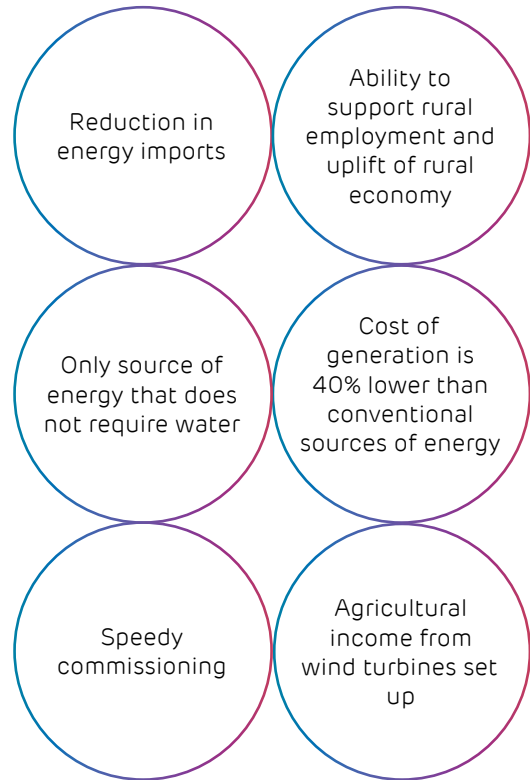 Reduction in
energy imports
Ability to
support rural
employment and
uplift of rural
economy
Only source of
energy that does
not require water
Cost of
generation is
40% lower than
conventional
sources of energy
Speedy
commissioning
Agricultural
income from
wind turbines set
up